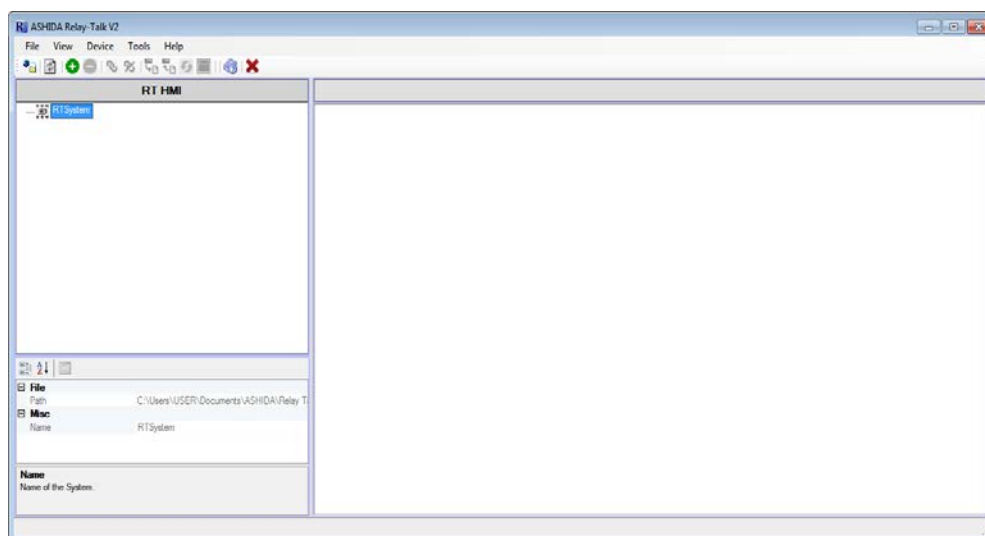 ASHIDA Relay-Talk V2
File View Device Tools Help
RT HMI
RTSystem
File
Path C:\Users\USER\Documents\ASHIDA\Relay
Misc
Name RTSystem
Name
Name of the System.